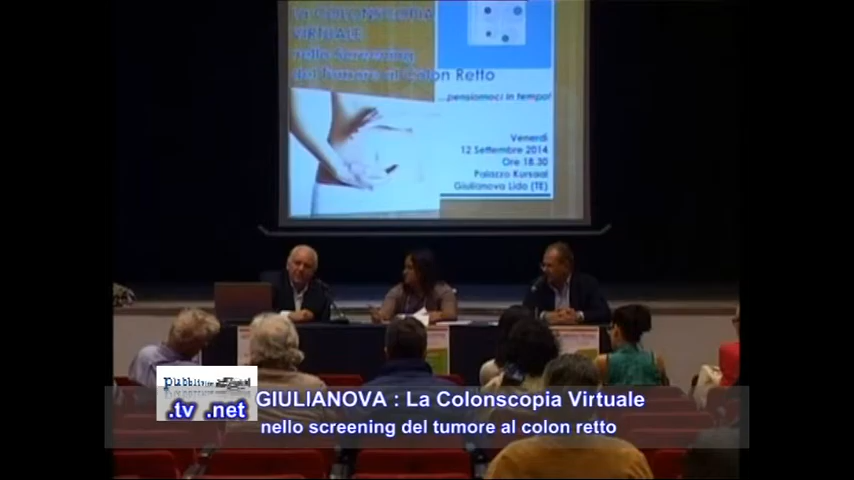 LA COLONSCOPIA
VIRTUALE
nello Screening
del Tumore al Colon Retto
...pensiamoci in tempo!
Venerdì
12 Settembre 2014
Ore 18.30
Palazzo Kursaal
Giulianova Lido (TE)
.tv .net
GIULIANOVA : La Colonscopia Virtuale
nello screening del tumore al colon retto